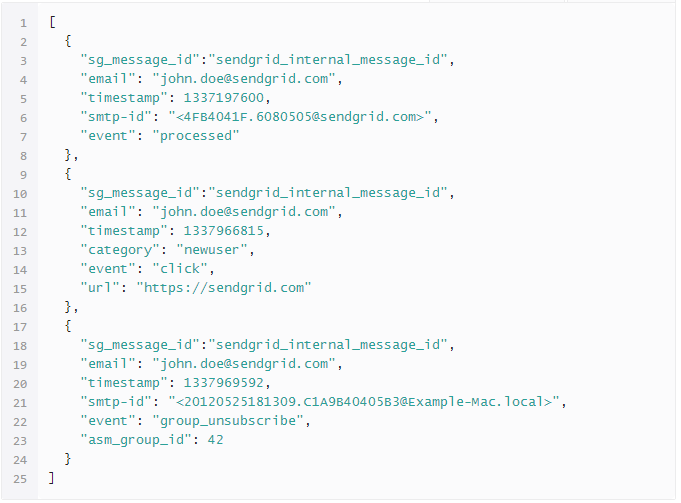 1 [
2 {
3 "sg_message_id":"sendgrid_internal_message_id",
4 "email": "john.doe@sendgrid.com",
5 "timestamp": 1337197600,
6 "smtp-id": "<4FB4041F.6080505@sendgrid.com>",
7 "event": "processed"
8 },
9 {
10 "sg_message_id":"sendgrid_internal_message_id",
11 "email": "john.doe@sendgrid.com",
12 "timestamp": 1337966815,
13 "category": "newuser",
14 "event": "click",
15 "url": "https://sendgrid.com"
16 },
17 {
18 "sg_message_id":"sendgrid_internal_message_id",
19 "email": "john.doe@sendgrid.com",
20 "timestamp": 1337969592,
21 "smtp-id": "<20120525181309.C1A9B40405B3@Example-Mac.local>",
22 "event": "group_unsubscribe",
23 "asm_group_id": 42
24 }
25 ]